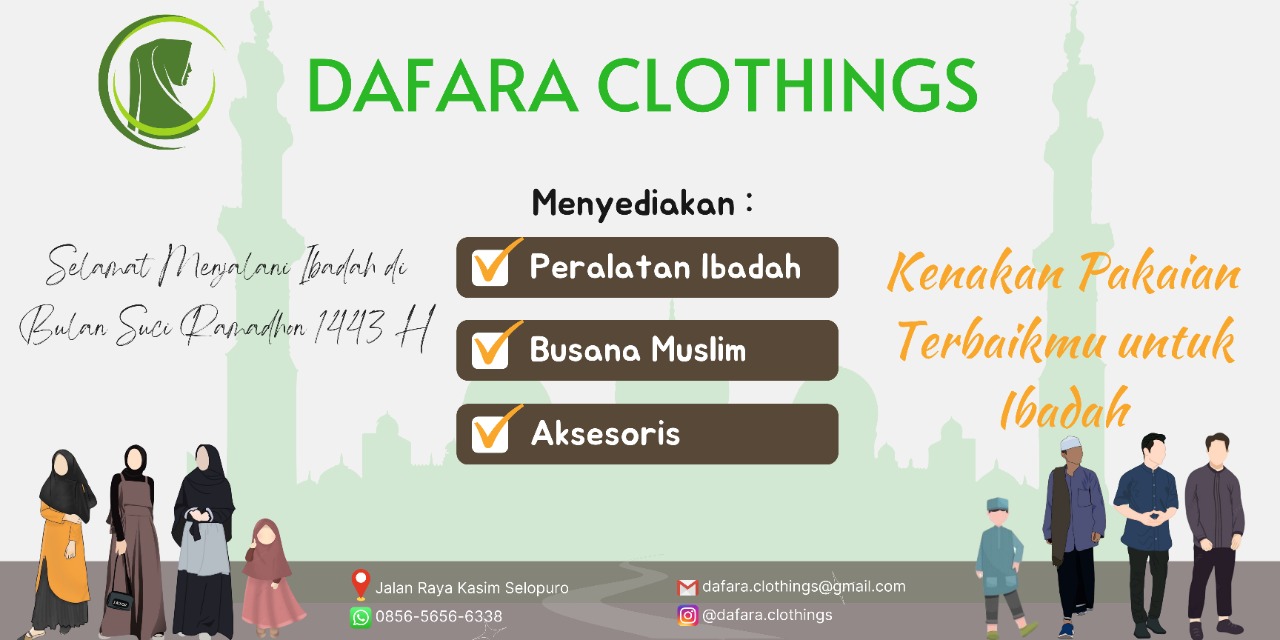 DAFARA CLOTHINGS
Selamat Menjalani Ibadah di
Bulan Suci Ramadhon 1443 H
Menyediakan :
Peralatan Ibadah
Busana Muslim
Aksesoris
Kenakan Pakaian
Terbaikmu untuk
Ibadah
Jalan Raya Kasim Selopuro
0856-5656-6338
dafara.clothings@gmail.com
@dafara.clothings